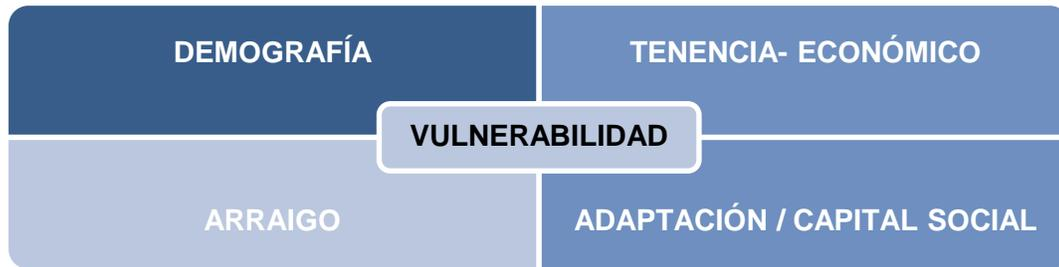 DEMOGRAFÍA
TENENCIA- ECONÓMICO
VULNERABILIDAD
ARRAIGO
ADAPTACIÓN / CAPITAL SOCIAL